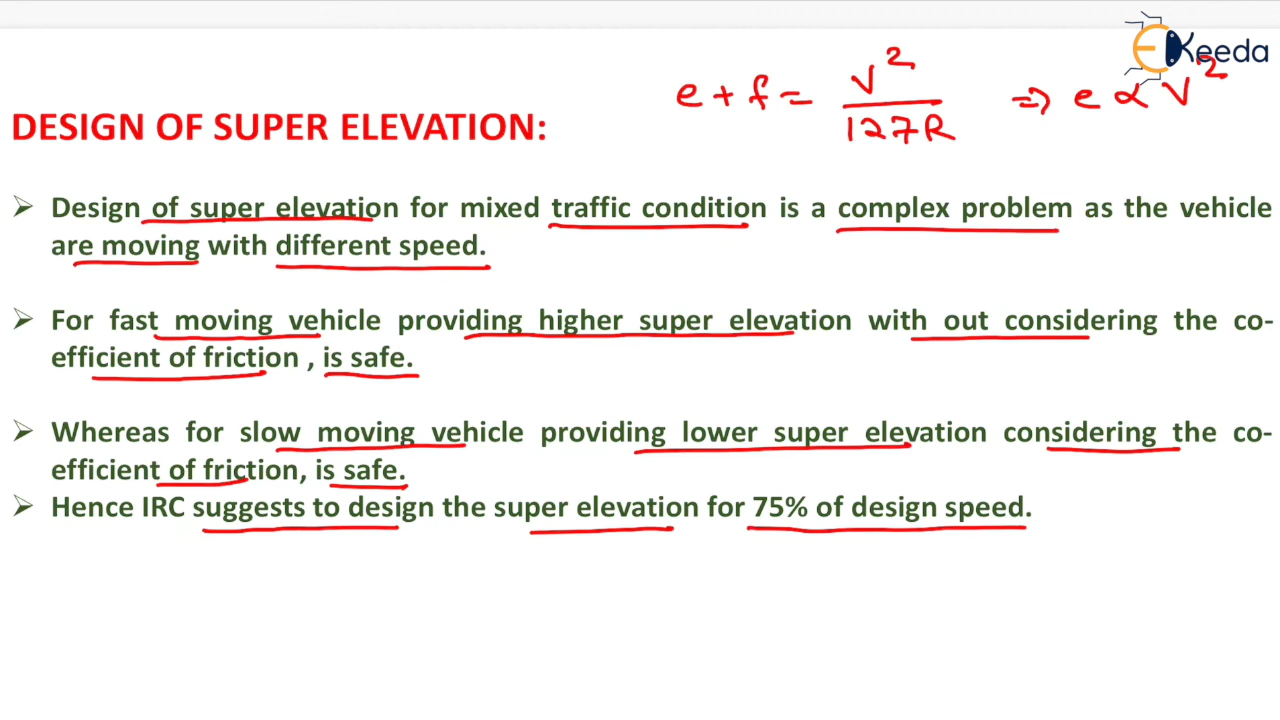 EKeeda
e + f = V² / 127R ⇒ e ∝ V²
DESIGN OF SUPER ELEVATION:
➢ Design of super elevation for mixed traffic condition is a complex problem as the vehicle
are moving with different speed.
➢ For fast moving vehicle providing higher super elevation with out considering the co-
efficient of friction , is safe.
➢ Whereas for slow moving vehicle providing lower super elevation considering the co-
efficient of friction, is safe.
➢ Hence IRC suggests to design the super elevation for 75% of design speed.